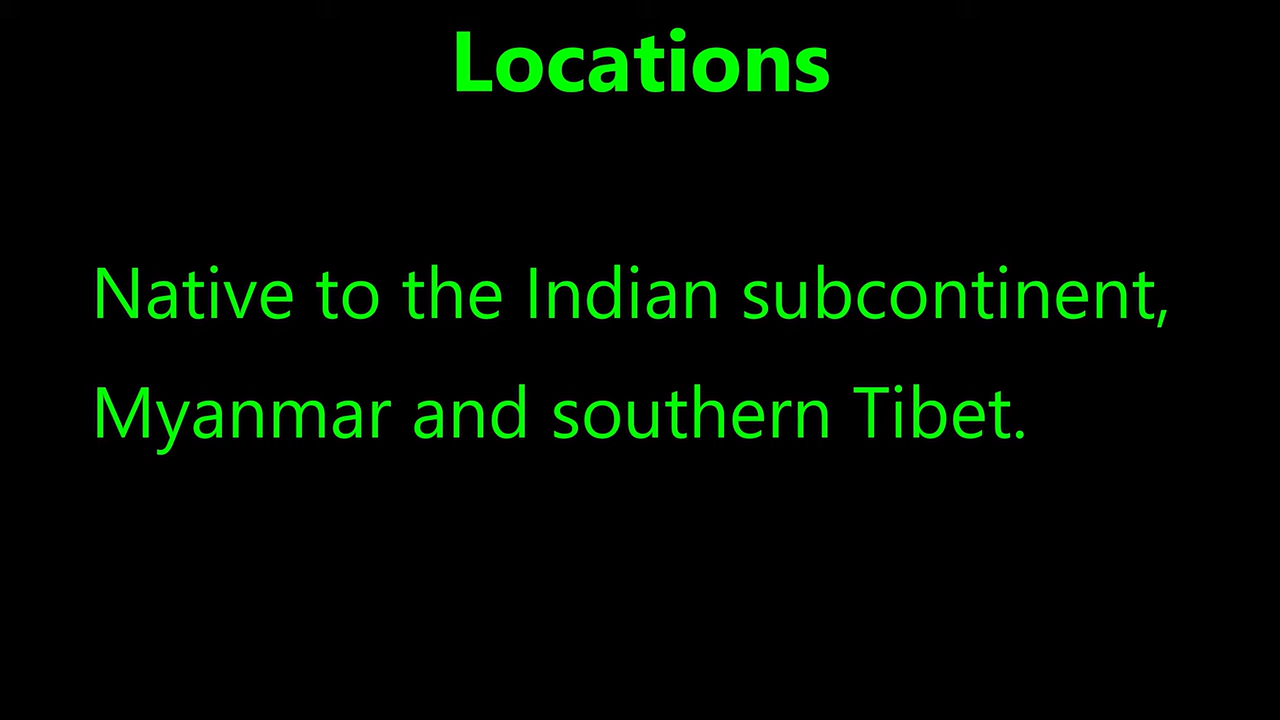 Locations
Native to the Indian subcontinent,
Myanmar and southern Tibet.